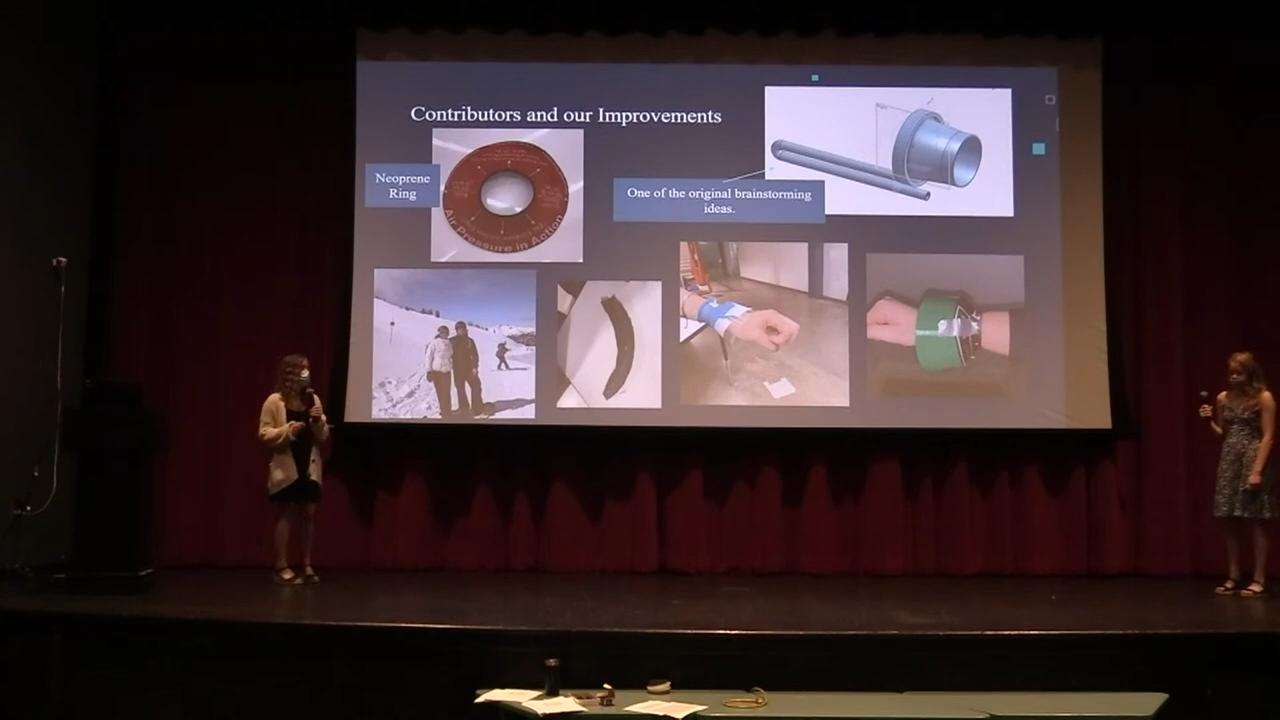 Contributors and our Improvements
Neoprene
Ring
Air Pressure in Action
One of the original brainstorming
ideas.